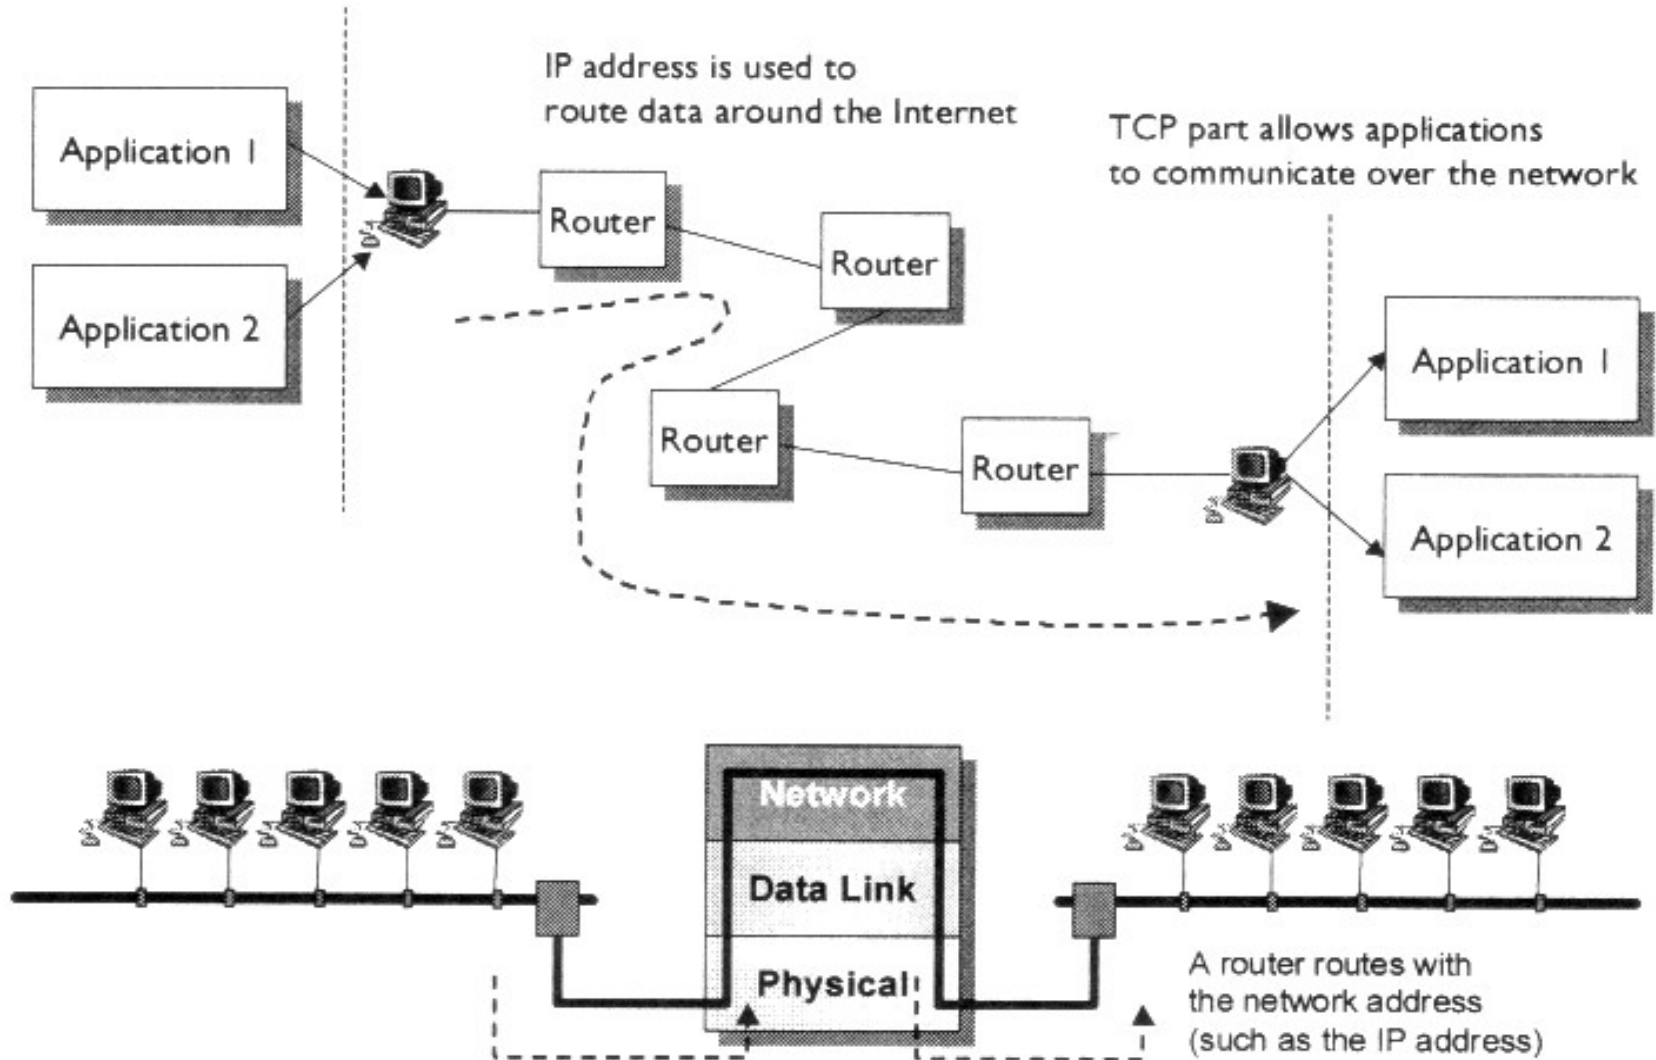 IP address is used to
route data around the Internet
TCP part allows applications
to communicate over the network
Application 1
Application 2
Router
Router
Router
Router
Application 1
Application 2
Network
Data Link
Physical
A router routes with
the network address
(such as the IP address)